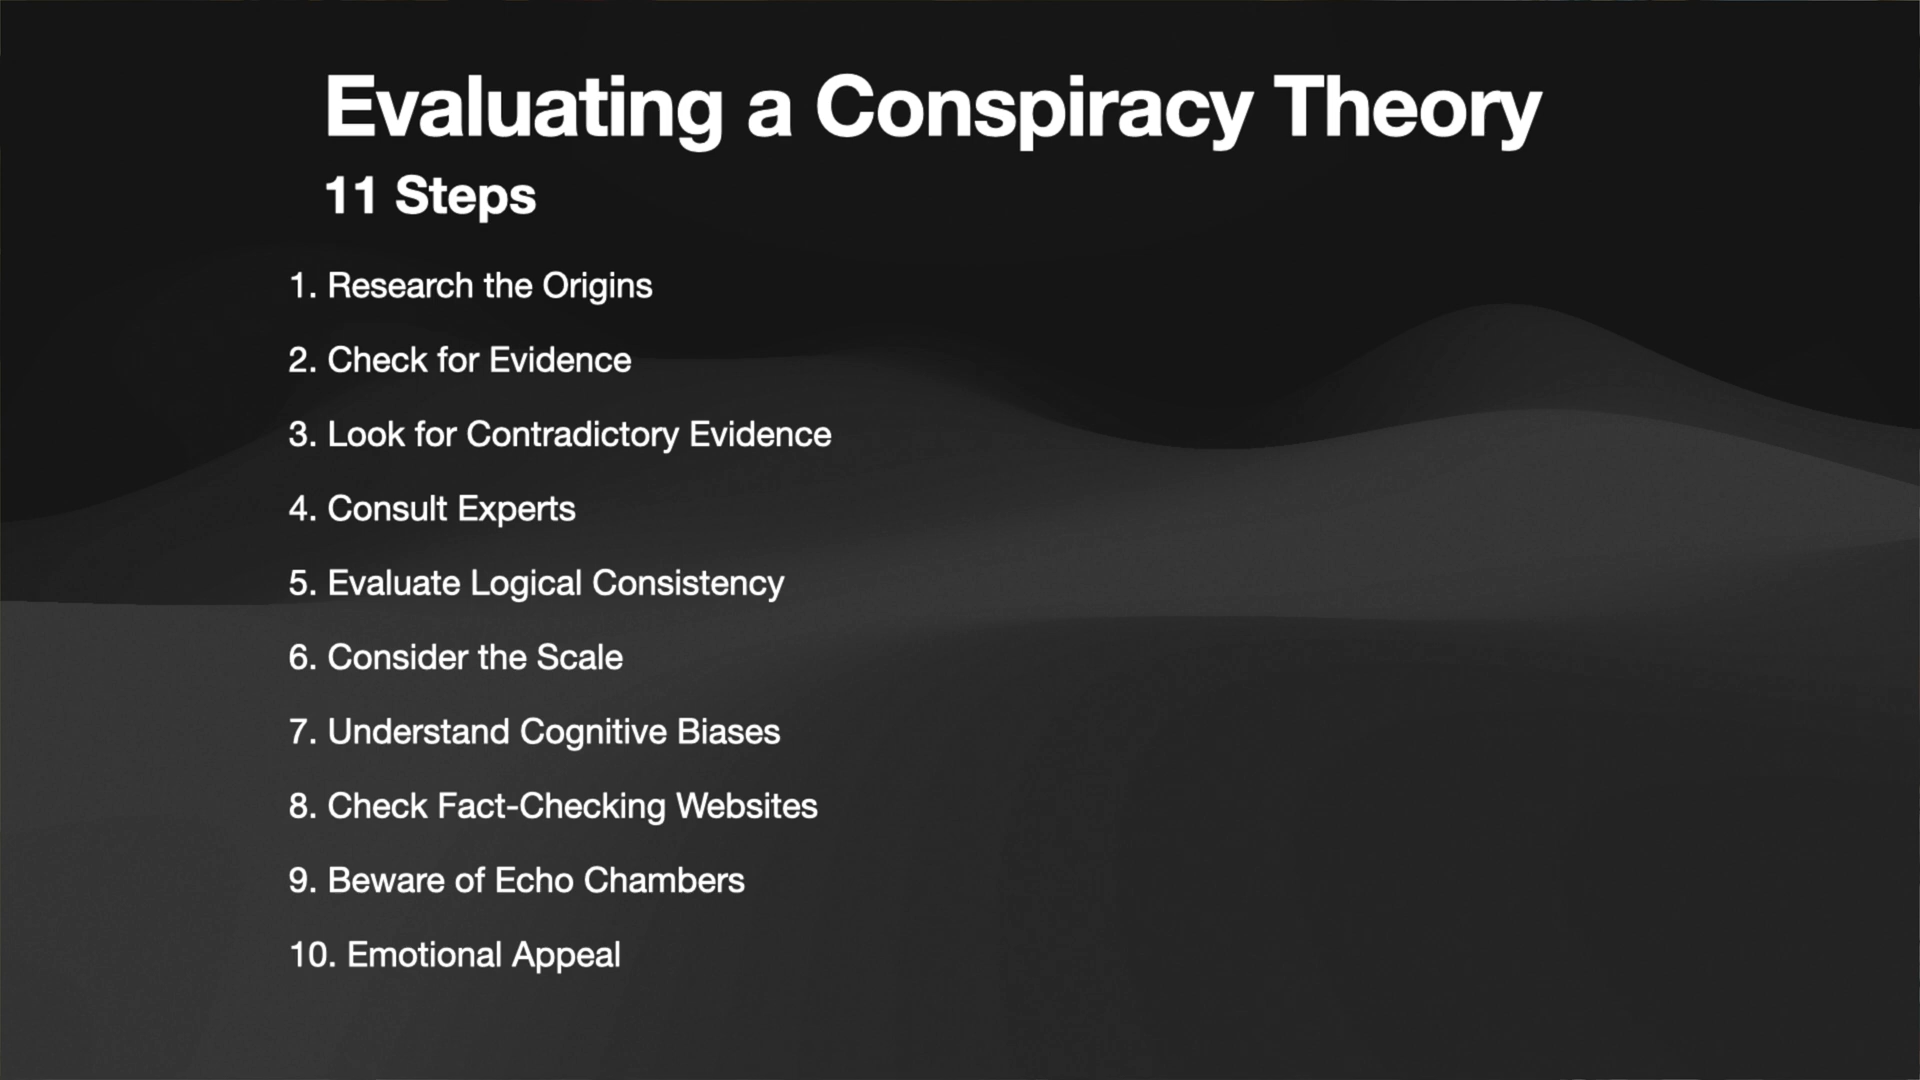 Evaluating a Conspiracy Theory
11 Steps
1. Research the Origins
2. Check for Evidence
3. Look for Contradictory Evidence
4. Consult Experts
5. Evaluate Logical Consistency
6. Consider the Scale
7. Understand Cognitive Biases
8. Check Fact-Checking Websites
9. Beware of Echo Chambers
10. Emotional Appeal